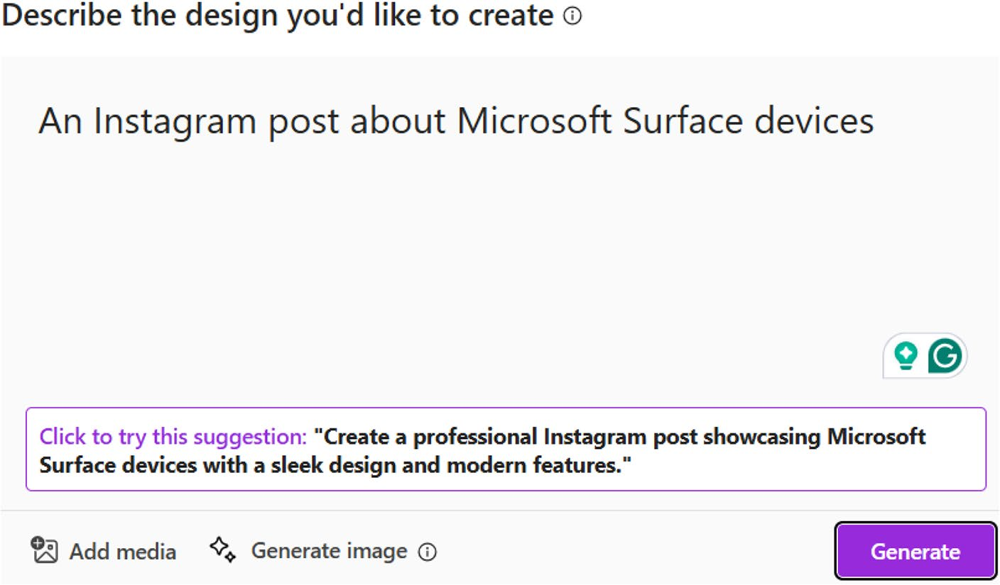 Describe the design you'd like to create
An Instagram post about Microsoft Surface devices
Click to try this suggestion: "Create a professional Instagram post showcasing Microsoft
Surface devices with a sleek design and modern features."
Add media Generate image Generate